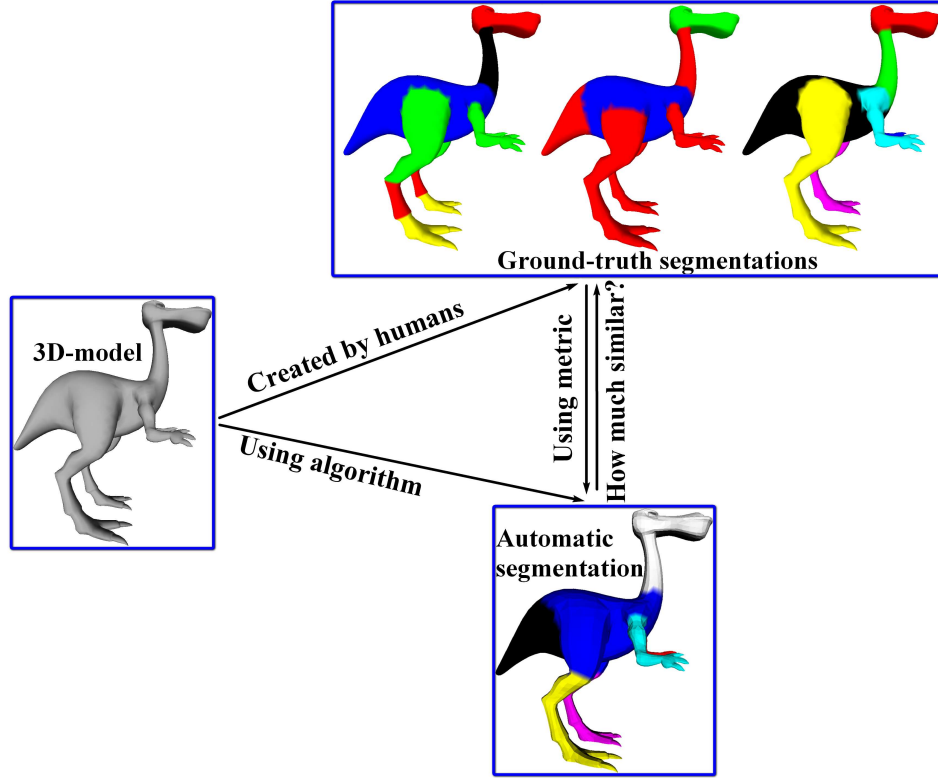 Ground-truth segmentations
3D-model
Created by humans
Using algorithm
Using metric
How much similar?
Automatic
segmentation